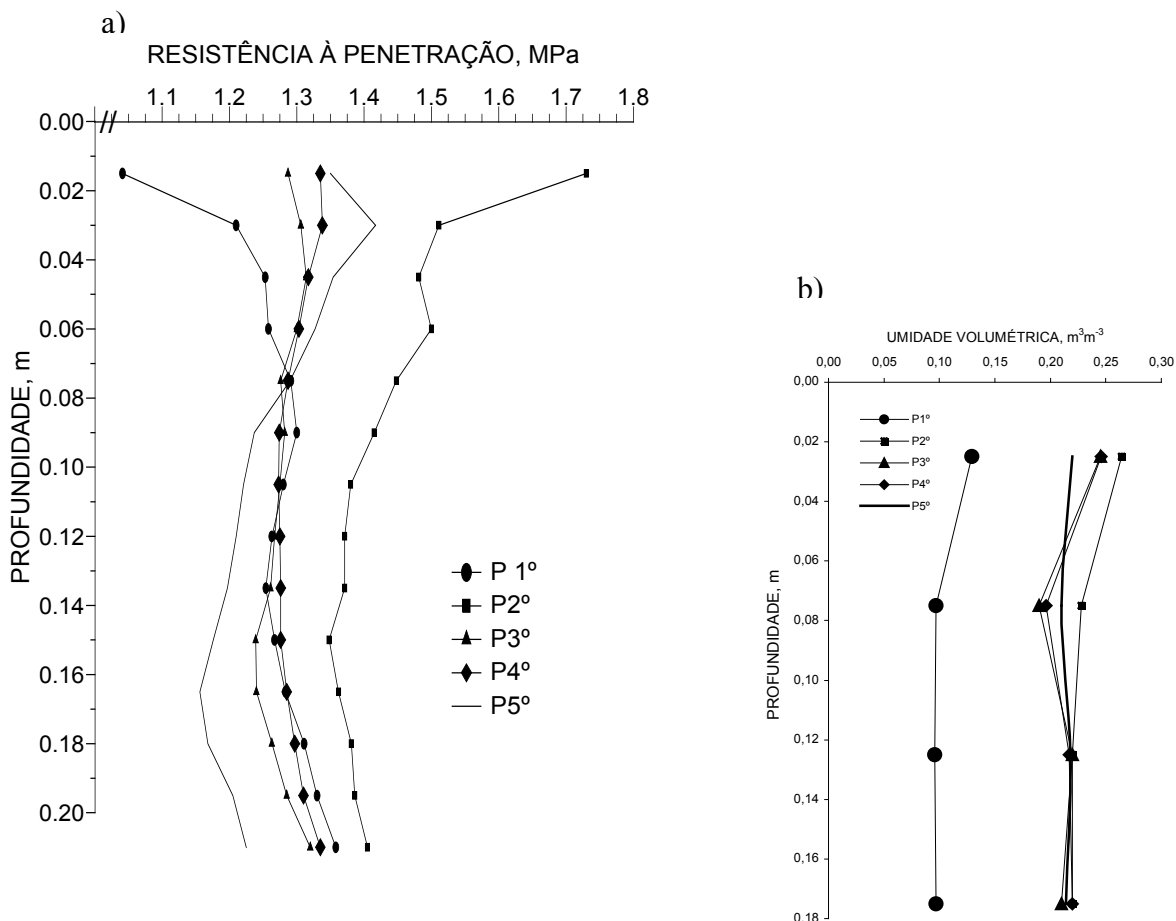 a)
RESISTÊNCIA À PENETRAÇÃO, MPa
1.1 1.2 1.3 1.4 1.5 1.6 1.7 1.8
PROFUNDIDADE, m
0.00
0.02
0.04
0.06
0.08
0.10
0.12
0.14
0.16
0.18
0.20
P 1º
P2º
P3º
P4º
P5º
b)
UMIDADE VOLUMÉTRICA, m³m⁻³
0,00 0,05 0,10 0,15 0,20 0,25 0,30
PROFUNDIDADE, m
0,00
0,02
0,04
0,06
0,08
0,10
0,12
0,14
0,16
0.18
P1º
P2º
P3º
P4º
P5º